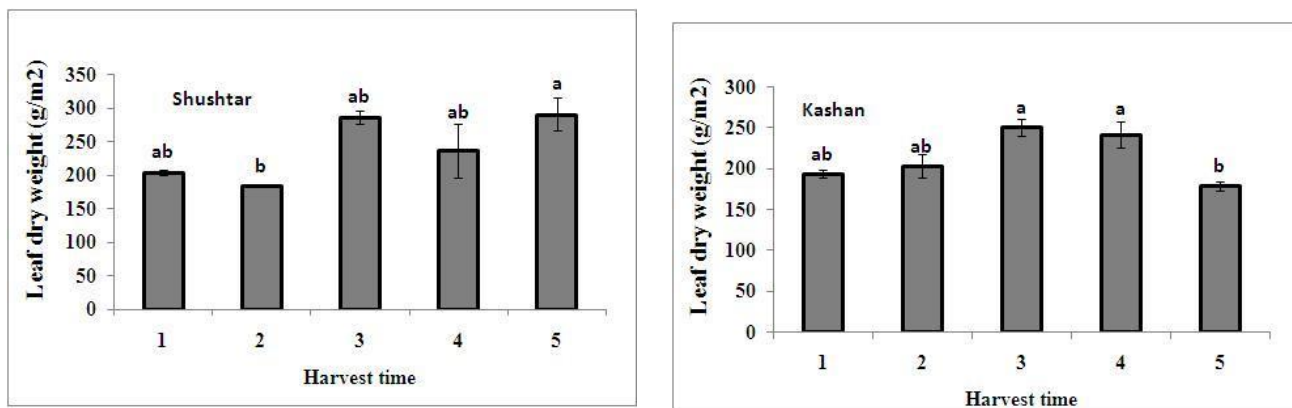 Leaf dry weight (g/m2)
350
300
250
200
150
100
50
0
Shushtar
ab
b
ab
ab
a
1 2 3 4 5
Harvest time
Leaf dry weight (g/m2)
300
250
200
150
100
50
0
Kashan
ab
ab
a
a
b
1 2 3 4 5
Harvest time